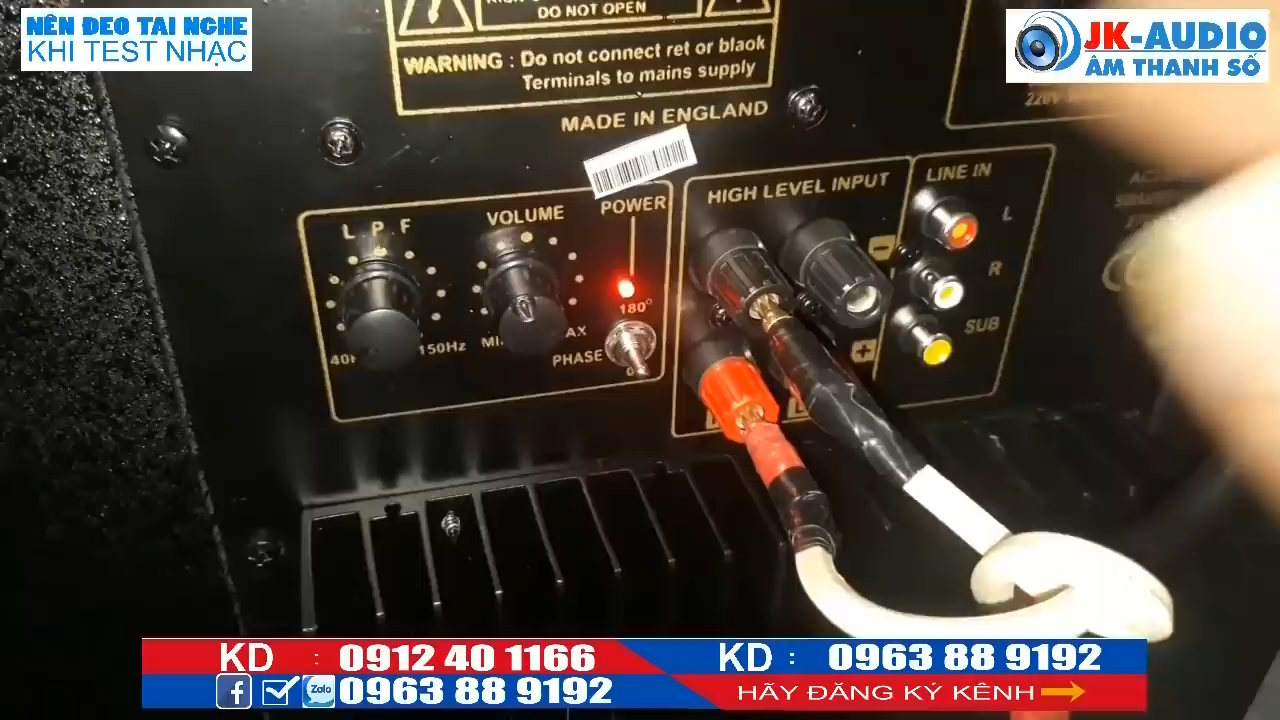 NÊN ĐEO TAI NGHE
KHI TEST NHẠC
JK-AUDIO
ÂM THANH SỐ
DO NOT OPEN
WARNING : Do not connect ret or blaok
Terminals to mains supply
MADE IN ENGLAND
L P F
VOLUME
POWER
HIGH LEVEL INPUT
LINE IN
L
R
SUB
180°
150Hz
PHASE
KD : 0912 40 1166
KD : 0963 88 9192
Zalo 0963 88 9192
HÃY ĐĂNG KÝ KÊNH